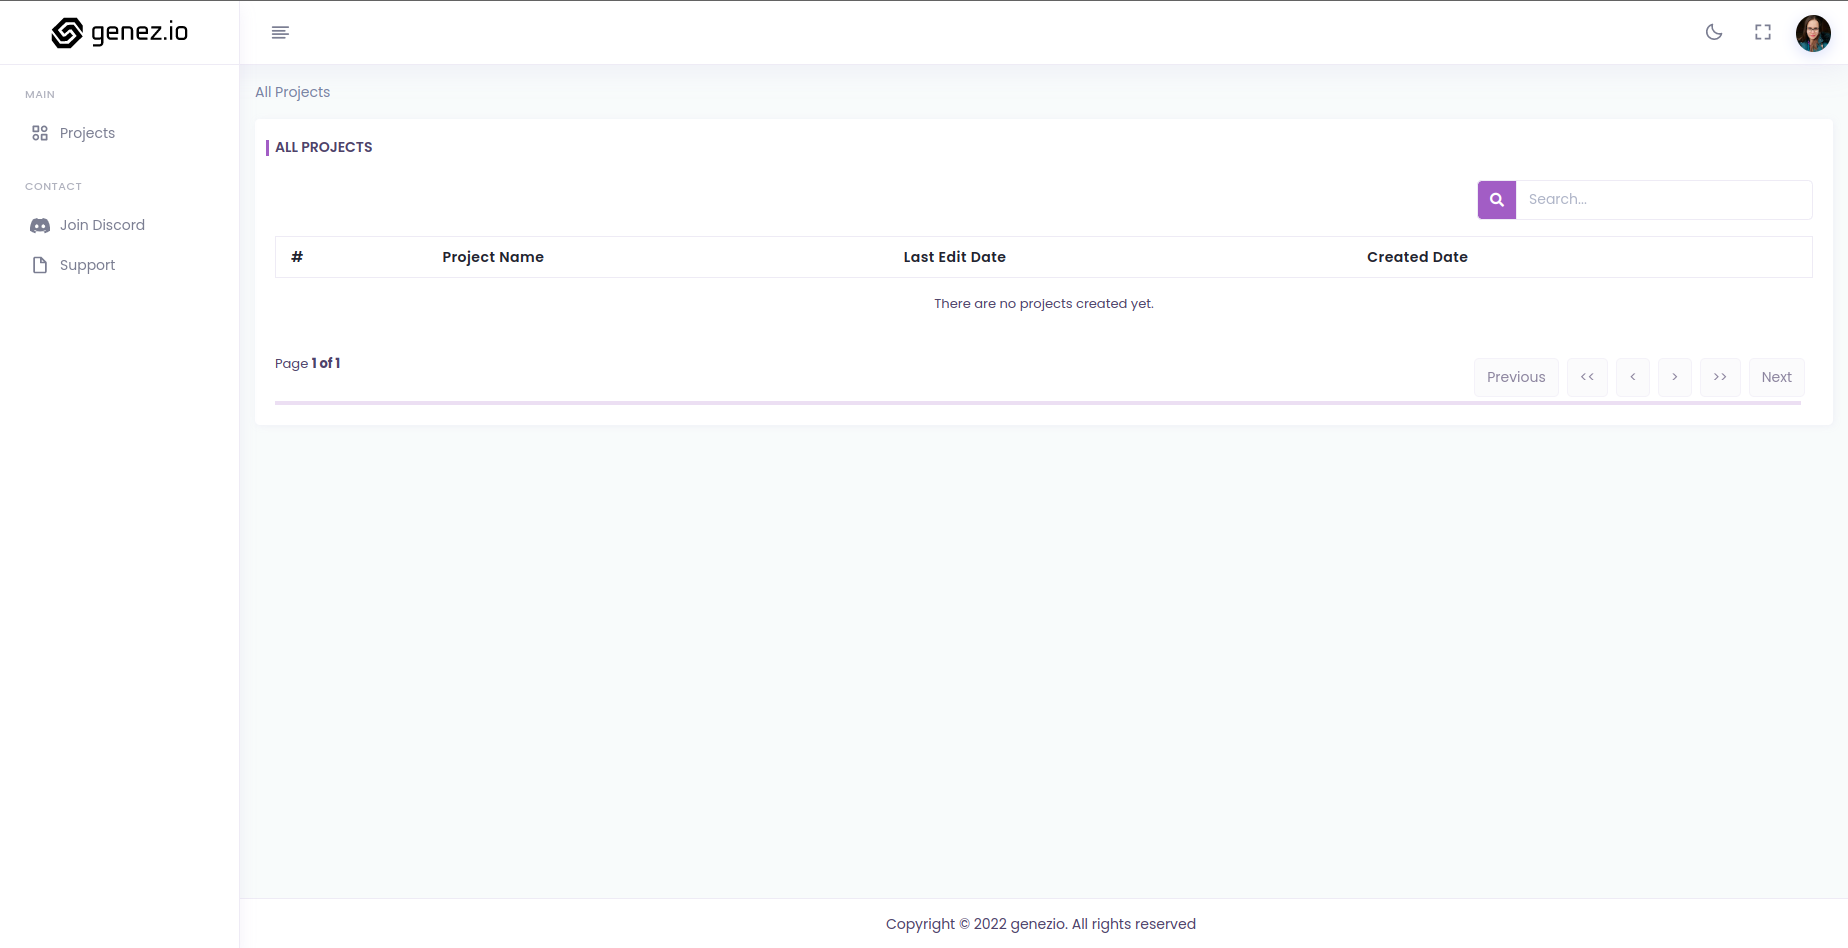 genez.io
MAIN
Projects
CONTACT
Join Discord
Support
All Projects
ALL PROJECTS
Search...
# Project Name Last Edit Date Created Date
There are no projects created yet.
Page 1 of 1
Previous << < > >> Next
Copyright © 2022 genezio. All rights reserved